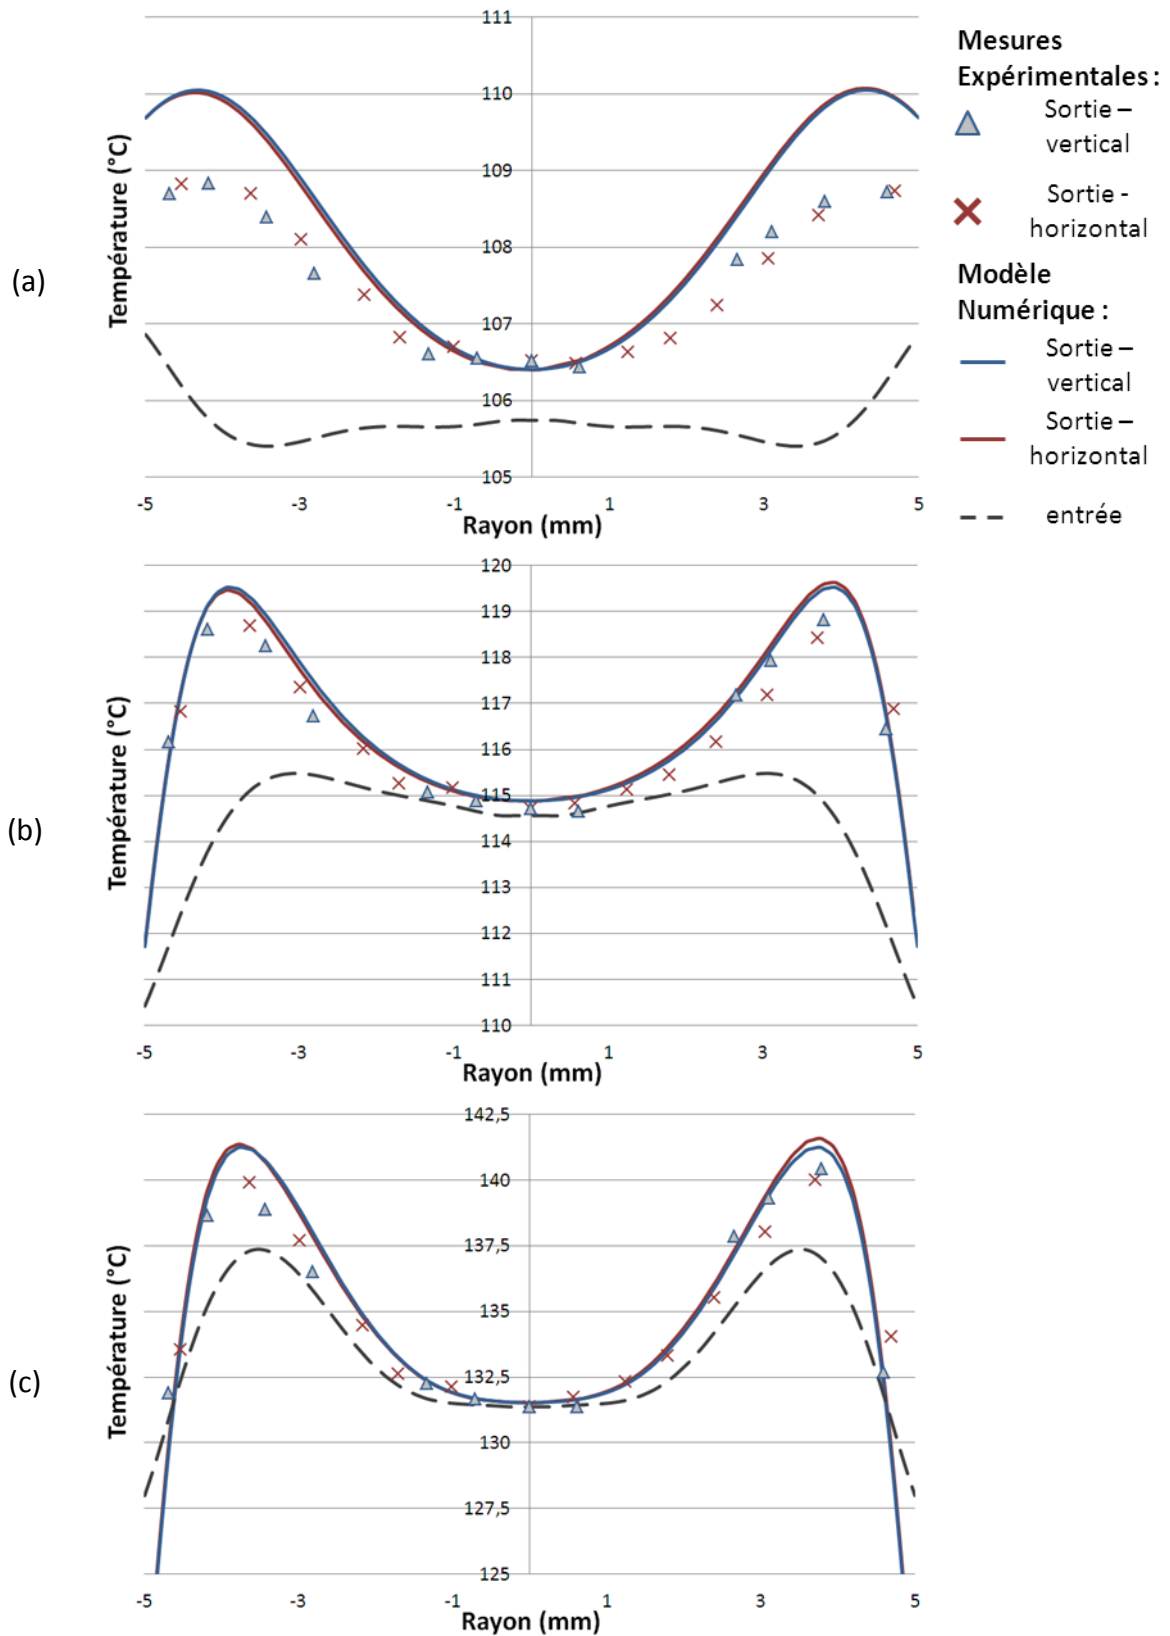 111
110
109
108
107
106
105
-5
-3
-1
1
3
5
Température (°C)
Rayon (mm)
(a)
Mesures
Expérimentales :
Sortie –
vertical
Sortie -
horizontal
Modèle
Numérique :
Sortie –
vertical
Sortie –
horizontal
entrée
120
119
118
117
116
115
114
113
112
111
110
-5
-3
-1
1
3
5
Température (°C)
Rayon (mm)
(b)
142,5
140
137,5
135
132,5
130
127,5
125
-5
-3
-1
1
3
5
Température (°C)
Rayon (mm)
(c)